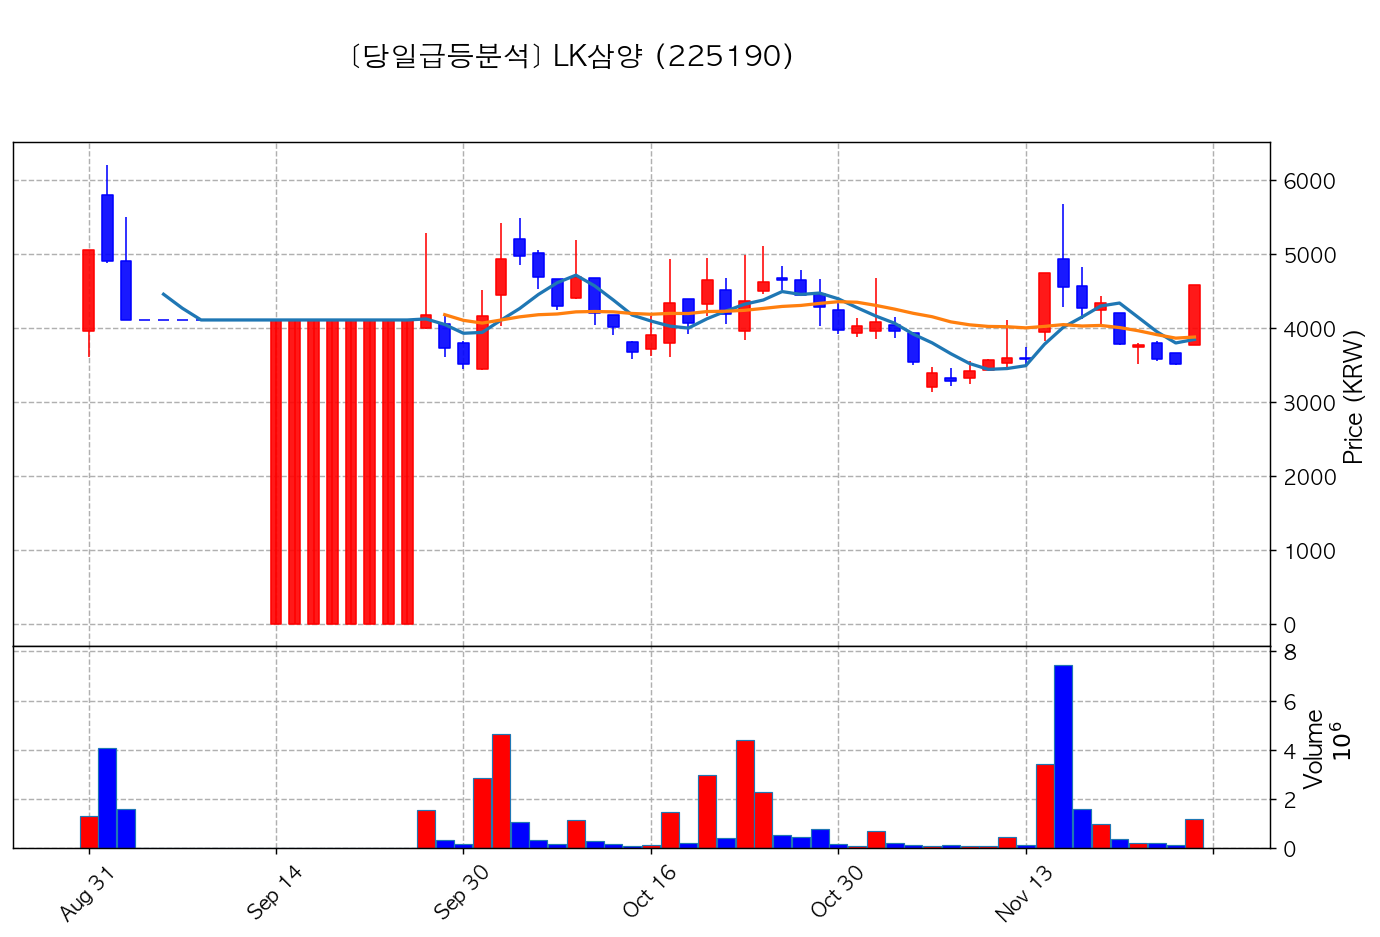 [당일급등분석] LK삼양 (225190)
6000
5000
4000
3000
2000
1000
0
Price (KRW)
8
6
4
2
0
Volume
10^6
Aug 31
Sep 14
Sep 30
Oct 16
Oct 30
Nov 13